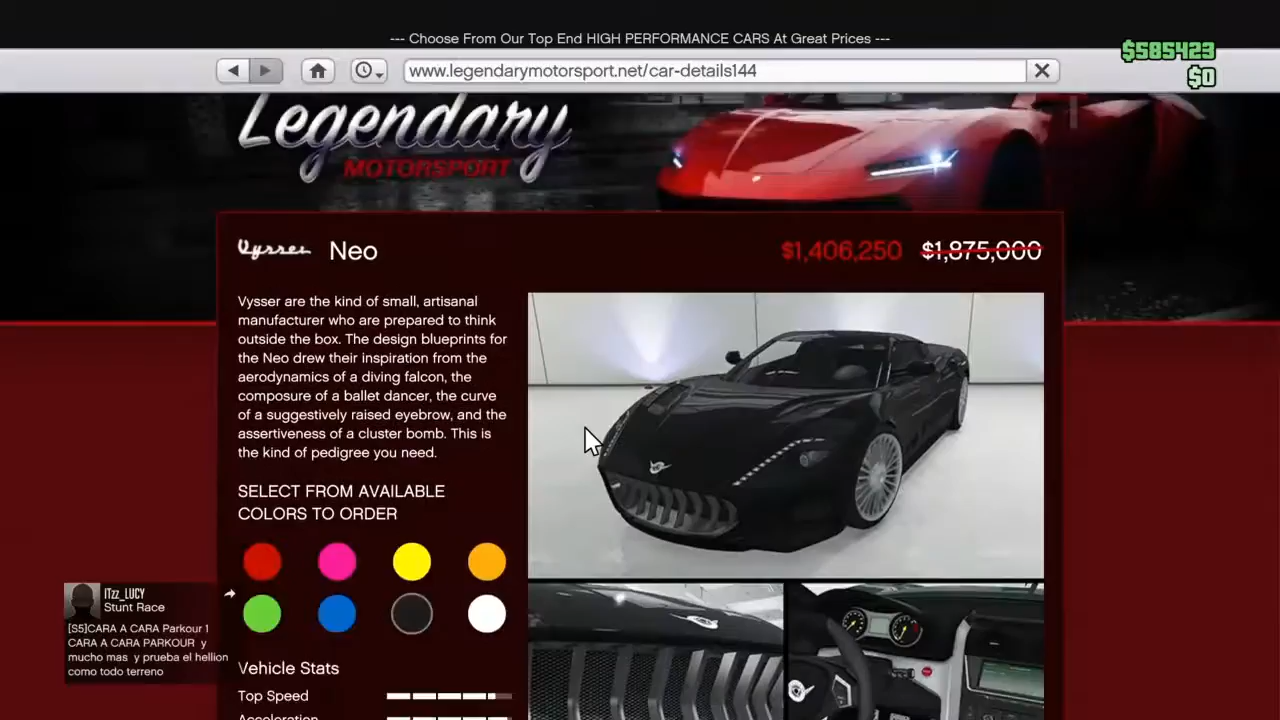 --- Choose From Our Top End HIGH PERFORMANCE CARS At Great Prices ---
$585423
$0
www.legendarymotorsport.net/car-details144
Legendary
MOTORSPORT
Vysser Neo $1,406,250 $1,875,000
Vysser are the kind of small, artisanal
manufacturer who are prepared to think
outside the box. The design blueprints for
the Neo drew their inspiration from the
aerodynamics of a diving falcon, the
composure of a ballet dancer, the curve
of a suggestively raised eyebrow, and the
assertiveness of a cluster bomb. This is
the kind of pedigree you need.
SELECT FROM AVAILABLE
COLORS TO ORDER
ITzz_LUCY
Stunt Race
[S5]CARA A CARA Parkour 1
CARA A CARA PARKOUR y
mucho mas y prueba el hellion
como todo terreno
Vehicle Stats
Top Speed
Acceleration